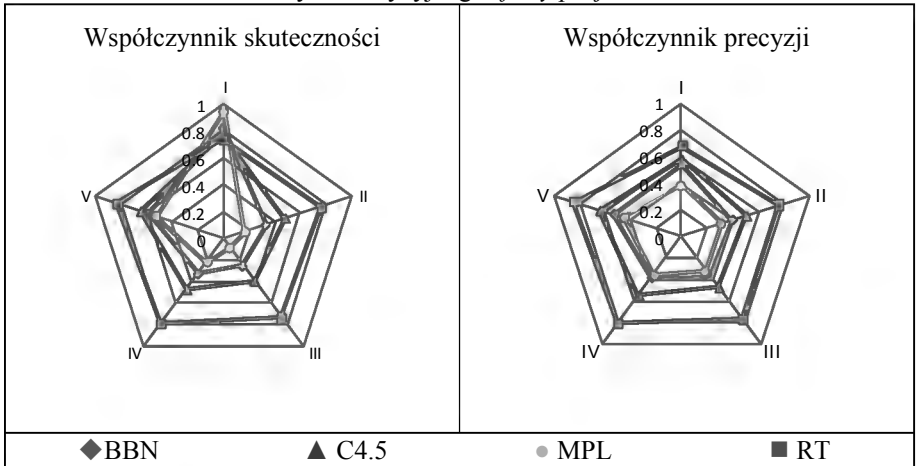 Współczynnik skuteczności
I
1
0.8
0.6
0.4
0.2
0
V
II
IV
III
Współczynnik precyzji
I
1
0.8
0.6
0.4
0.2
0
V
II
IV
III
BBN
C4.5
MPL
RT